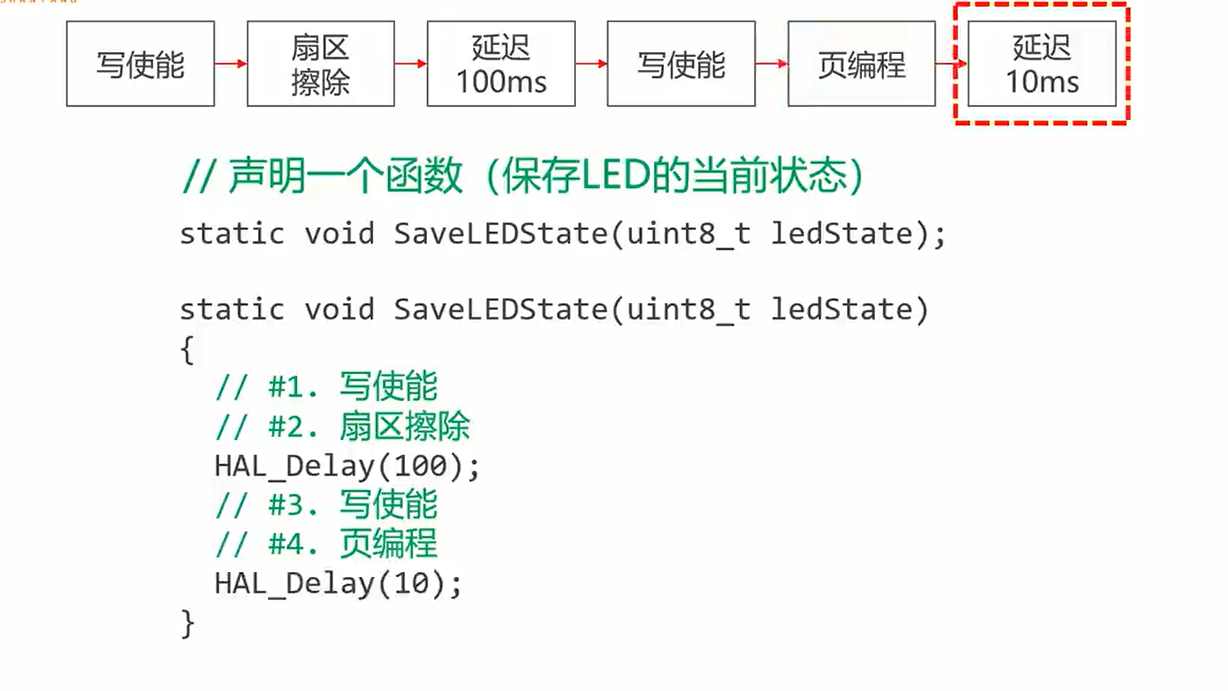 写使能
扇区
擦除
延迟
100ms
写使能
页编程
延迟
10ms
// 声明一个函数（保存LED的当前状态）
static void SaveLEDState(uint8_t ledState);
static void SaveLEDState(uint8_t ledState)
{
// #1. 写使能
// #2. 扇区擦除
HAL_Delay(100);
// #3. 写使能
// #4. 页编程
HAL_Delay(10);
}